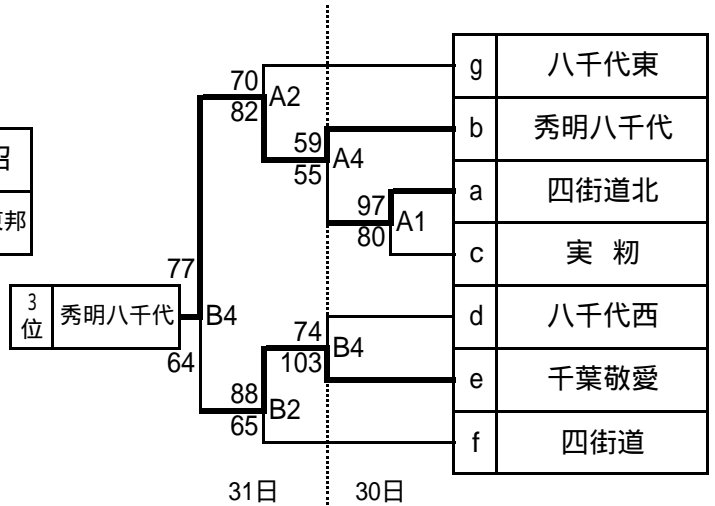 70
g 八千代東
A2
82
59
b 秀明八千代
A4
55
97
a 四街道北
A1
80
c 実 籾
77
3位 秀明八千代
B4
64
74
d 八千代西
B4
103
e 千葉敬愛
88
B2
65
f 四街道
31日 30日
邦